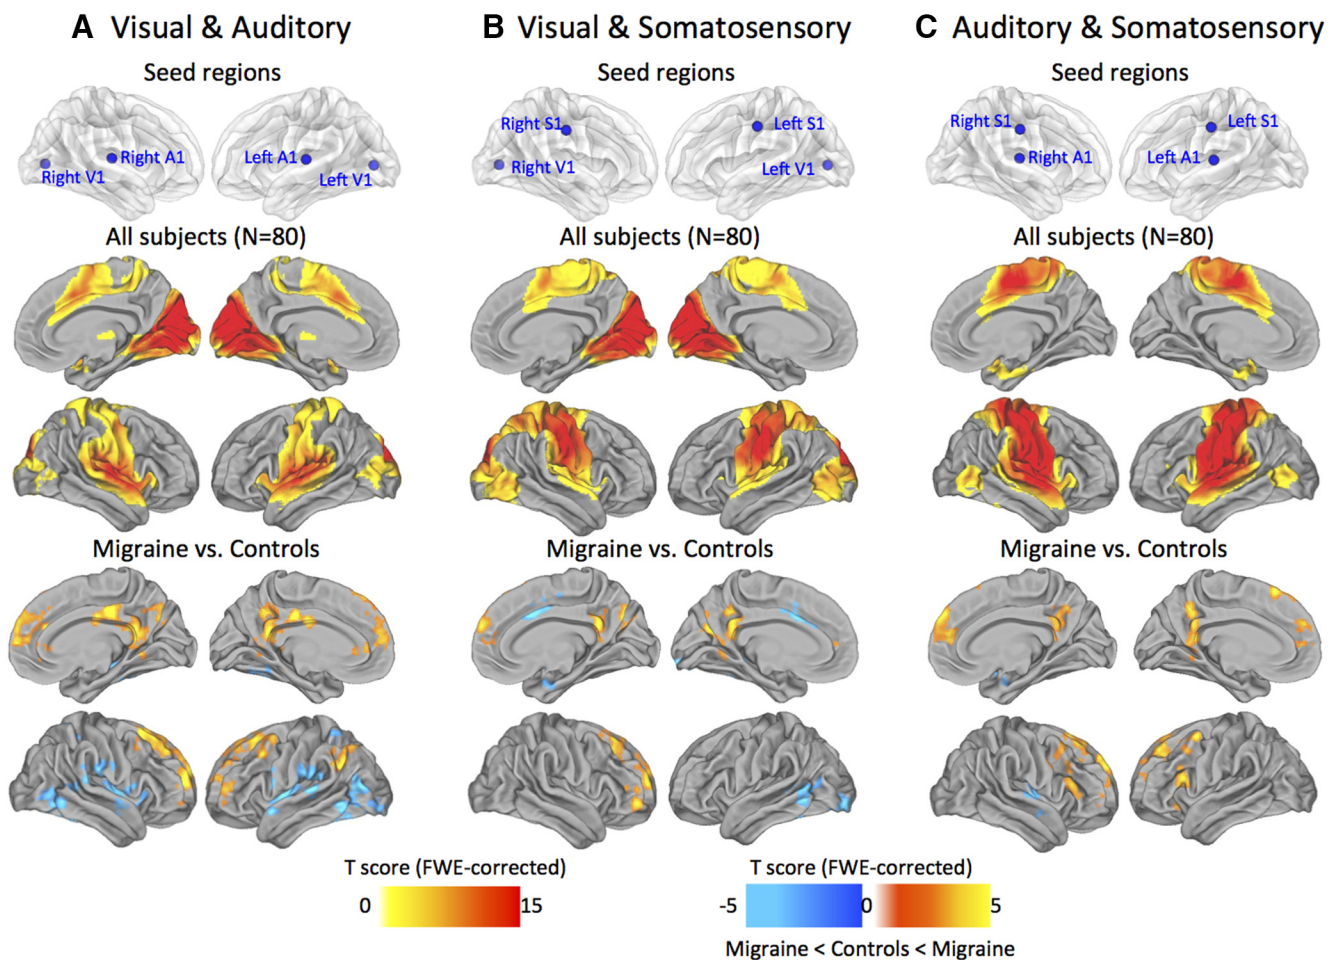 A Visual & Auditory
B Visual & Somatosensory
C Auditory & Somatosensory
Seed regions
Seed regions
Seed regions
Right A1
Right V1
Left A1
Left V1
Right S1
Right V1
Left S1
Left V1
Right S1
Right A1
Left S1
Left A1
All subjects (N=80)
All subjects (N=80)
All subjects (N=80)
Migraine vs. Controls
Migraine vs. Controls
Migraine vs. Controls
T score (FWE-corrected)
0 15
T score (FWE-corrected)
-5 0 5
Migraine < Controls < Migraine